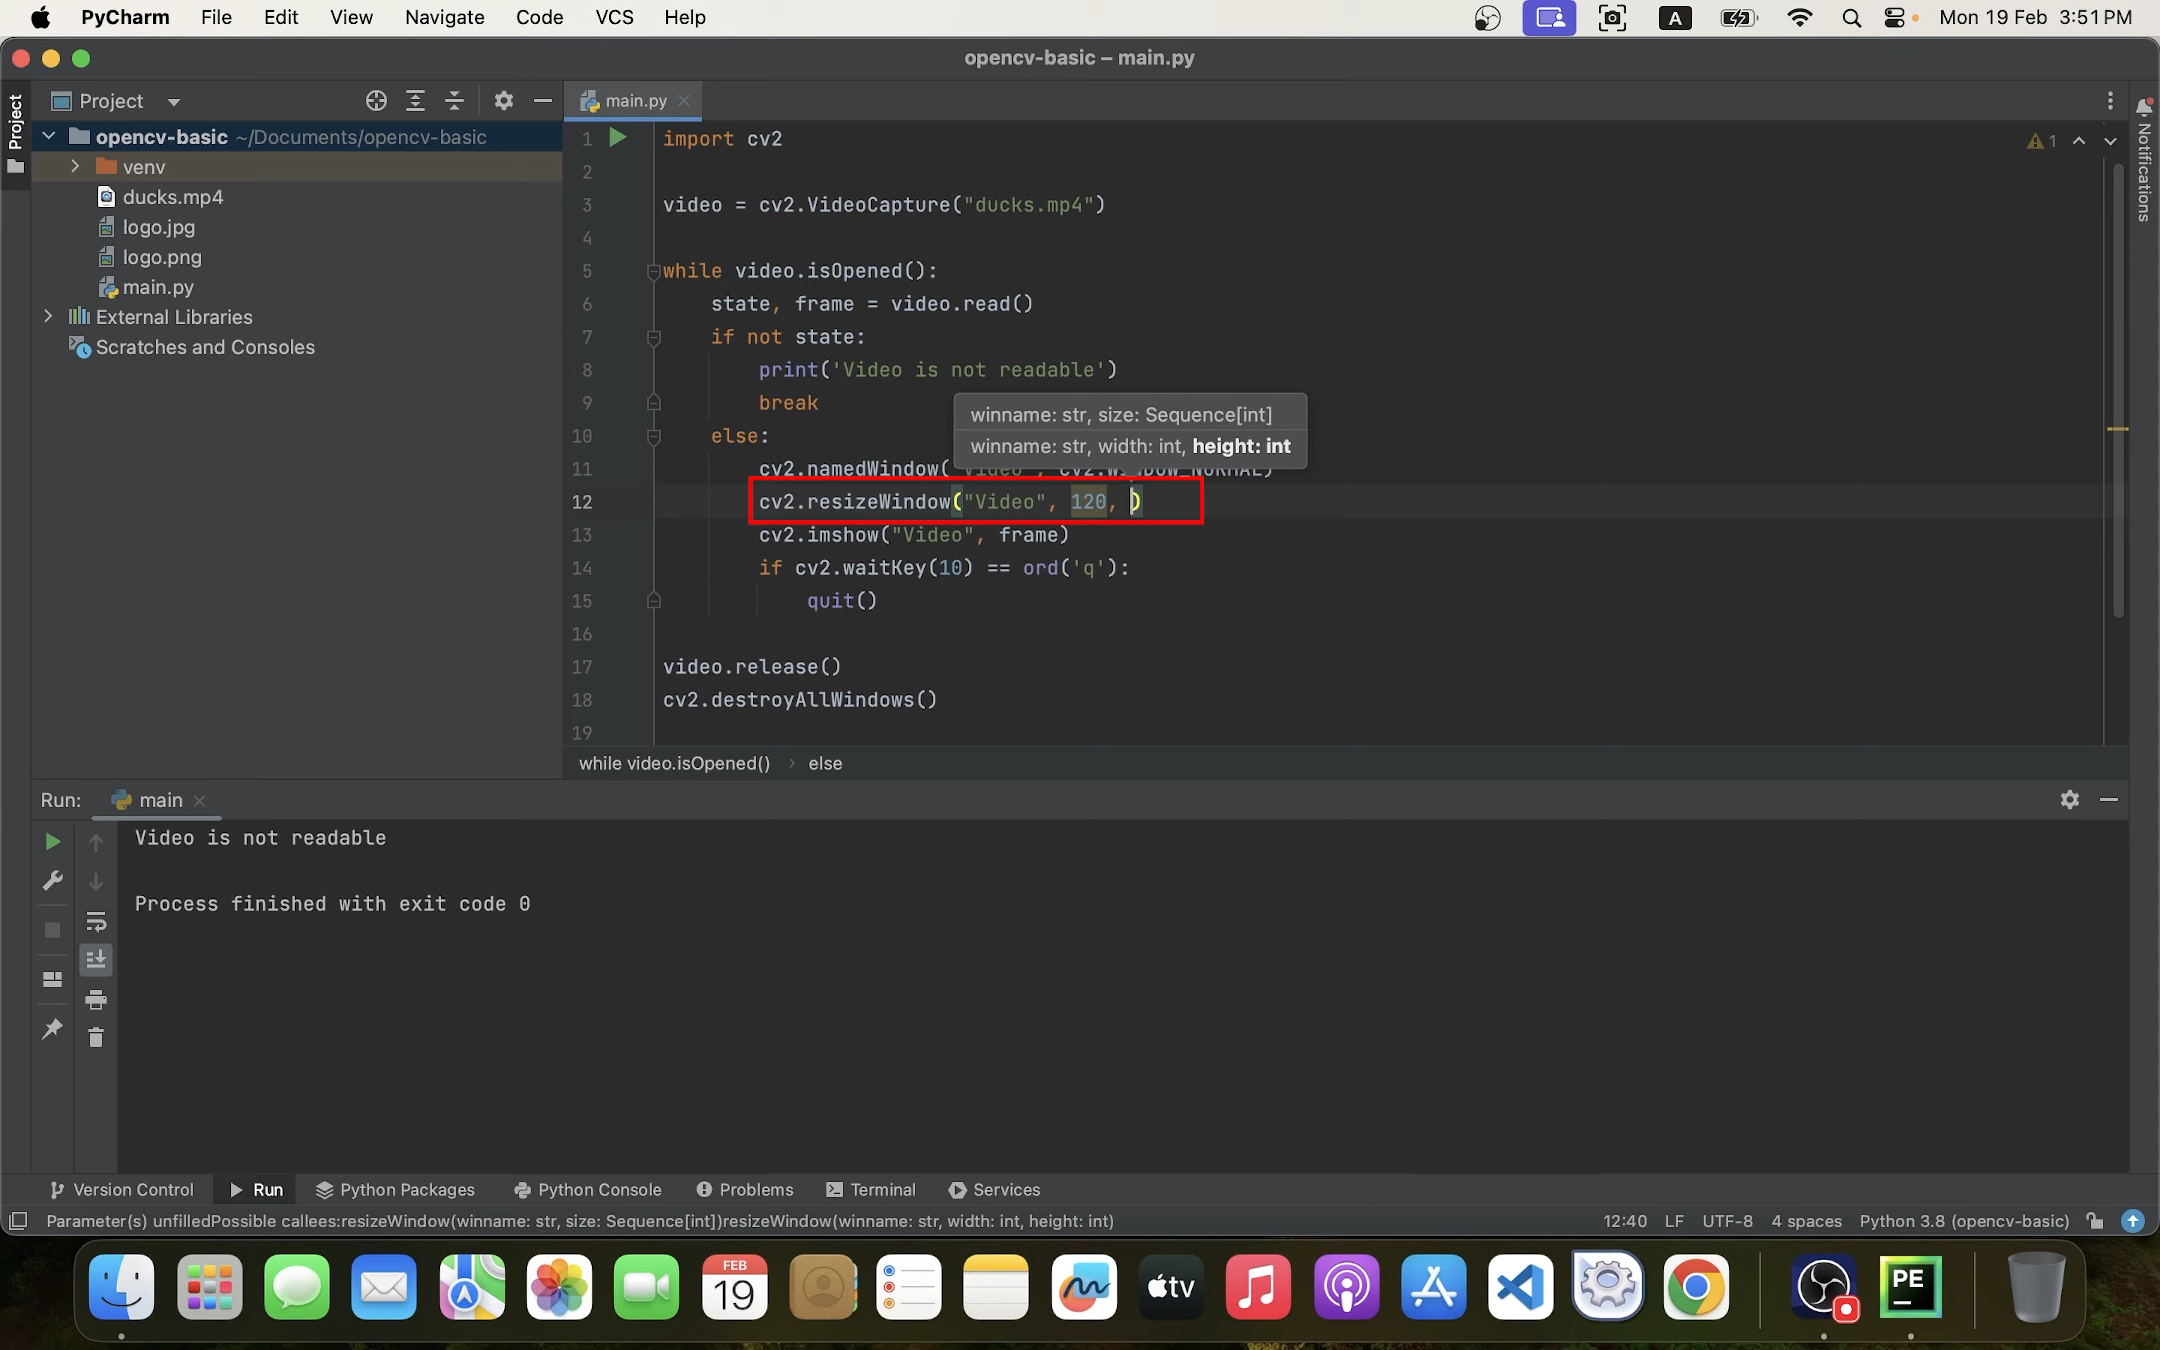 PyCharm File Edit View Navigate Code VCS Help A Mon 19 Feb 3:51 PM
opencv-basic – main.py
Project
Project
main.py
Notifications
opencv-basic ~/Documents/opencv-basic
venv
ducks.mp4
logo.jpg
logo.png
main.py
External Libraries
Scratches and Consoles
1
1 import cv2
2
3 video = cv2.VideoCapture("ducks.mp4")
4
5 while video.isOpened():
6 state, frame = video.read()
7 if not state:
8 print('Video is not readable')
9 break
winname: str, size: Sequence[int]
winname: str, width: int, height: int
10 else:
11 cv2.namedWindow("Video", cv2.WINDOW_NORMAL)
12 cv2.resizeWindow("Video", 120, )
13 cv2.imshow("Video", frame)
14 if cv2.waitKey(10) == ord('q'):
15 quit()
16
17 video.release()
18 cv2.destroyAllWindows()
19
while video.isOpened() › else
Run: main
Video is not readable
Process finished with exit code 0
Version Control Run Python Packages Python Console Problems Terminal Services
Parameter(s) unfilledPossible callees:resizeWindow(winname: str, size: Sequence[int])resizeWindow(winname: str, width: int, height: int) 12:40 LF UTF-8 4 spaces Python 3.8 (opencv-basic)
FEB
19
tv
PE